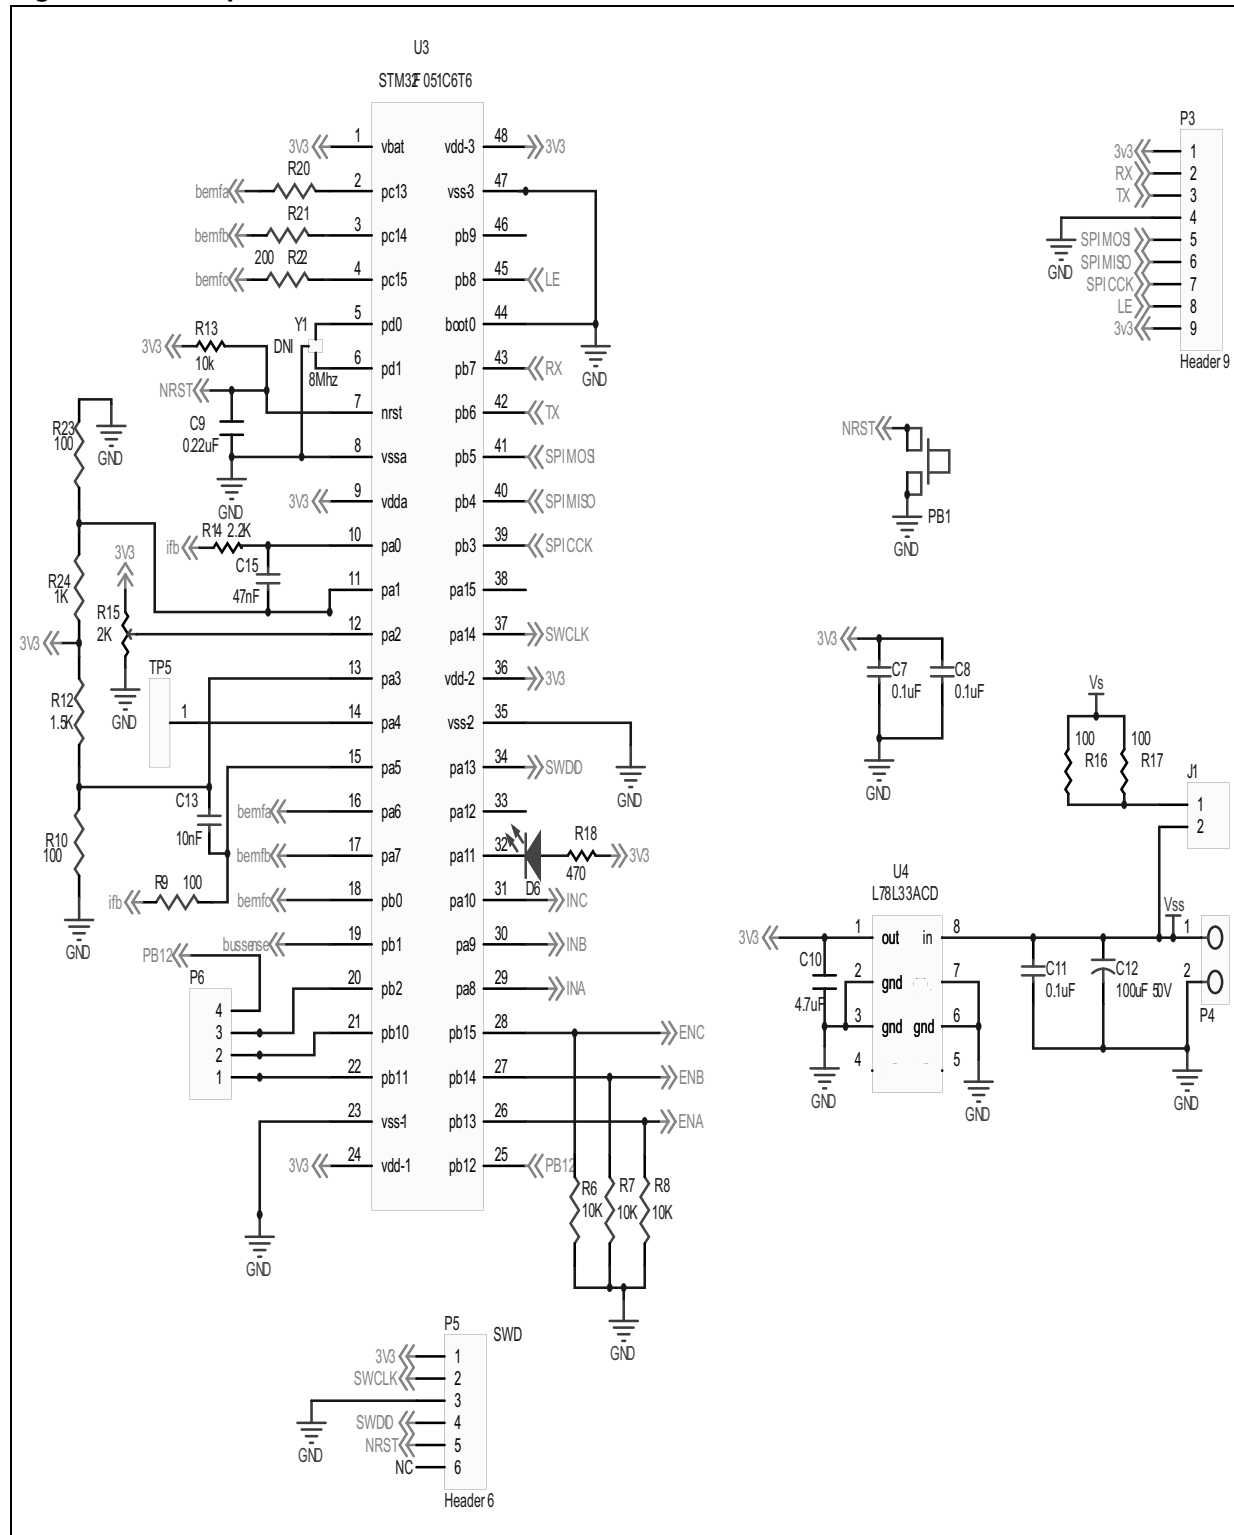 U3
STM32F051C6T6
3V3 1 vbat vdd-3 48 3V3
R20
bemfa 2 pc13 vss-3 47
R21
bemfb 3 pc14 pb9 46
200 R22
bemfc 4 pc15 pb8 45 LE
5 pd0 boot0 44
Y1
DNI
8Mhz
6 pd1 pb7 43 RX
R13
3V3
10k
NRST
GND
7 nrst pb6 42 TX
C9
0.22uF
8 vssa pb5 41 SPIMOSI
GND
R23
100
GND
3V3 9 vdda pb4 40 SPIMISO
R14 2.2K
ifb 10 pa0 pb3 39 SPICCK
C15
47nF
11 pa1 pa15 38
3V3
R24
1K
R15
2K
12 pa2 pa14 37 SWCLK
3V3
GND
13 pa3 vdd-2 36 3V3
TP5
1
R12
1.5K
14 pa4 vss-2 35
GND
15 pa5 pa13 34 SWDIO
C13
10nF
bemfa 16 pa6 pa12 33
R10
100
bemfb 17 pa7 pa11 32
D6
R18
470
3V3
R9 100
ifb
GND
bemfc 18 pb0 pa10 31 INC
bussense 19 pb1 pa9 30 INB
PB12
P6
4
3
2
1
20 pb2 pa8 29 INA
21 pb10 pb15 28 ENC
22 pb11 pb14 27 ENB
23 vss-1 pb13 26 ENA
3V3 24 vdd-1 pb12 25 PB12
GND
R6
10K
R7
10K
R8
10K
GND
P5
SWD
3V3 1
SWCLK 2
3
GND
SWDIO 4
NRST 5
NC 6
Header 6
P3
3v3 1
RX 2
TX 3
4
GND
SPIMOSI 5
SPIMISO 6
SPICCK 7
LE 8
3v3 9
Header 9
NRST
PB1
GND
3V3
C7
0.1uF
C8
0.1uF
GND
Vs
100
R16
100
R17
J1
1
2
U4
L78L33ACD
3V3
1 out in 8
2 gnd 7
3 gnd gnd 6
4 5
C10
4.7uF
GND
GND
C11
0.1uF
C12
100uF 50V
Vss
1
2
P4
GND